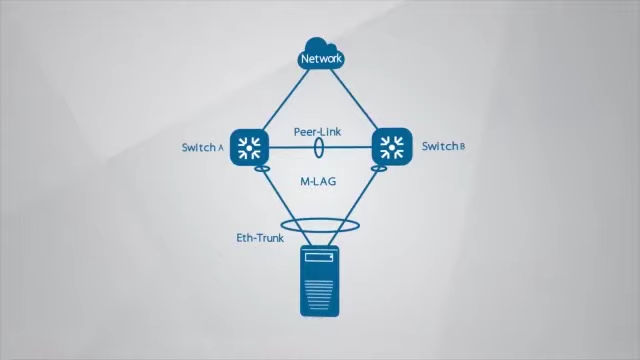 Network
Peer-Link
Switch A
Switch B
M-LAG
Eth-Trunk